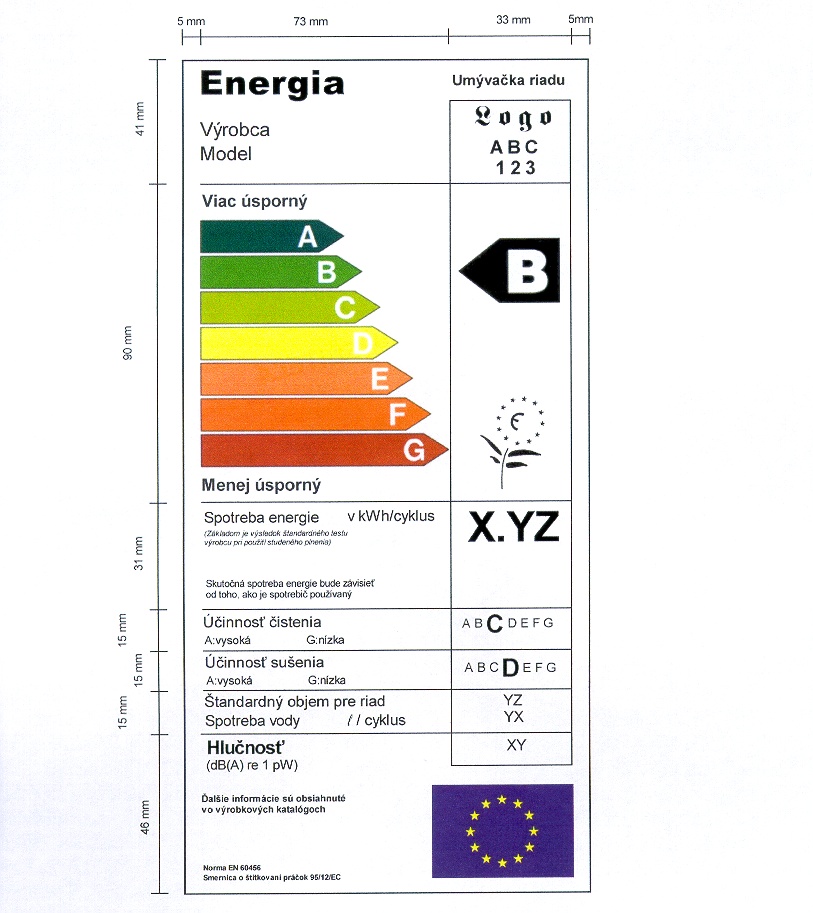 5 mm 73 mm 33 mm 5mm
Energia
Umývačka riadu
41 mm
Výrobca
Model
Logo
ABC
123
Viac úsporný
A
B
C
D
E
F
G
B
90 mm
Menej úsporný
Spotreba energie v kWh/cyklus
X.YZ
(Základom je výsledok štandardného testu
výrobcu pri použití studeného plnenia)
31 mm
Skutočná spotreba energie bude závisieť
od toho, ako je spotrebič používaný
15 mm
Účinnosť čistenia
A B C D E F G
A:vysoká G:nízka
15 mm
Účinnosť sušenia
A B C D E F G
A:vysoká G:nízka
15 mm
Štandardný objem pre riad YZ
Spotreba vody / / cyklus YX
Hlučnosť XY
(dB(A) re 1 pW)
46 mm
Ďalšie informácie sú obsiahnuté
vo výrobkových katalógoch
Norma EN 60456
Smernica o štítkovaní práčok 95/12/EC